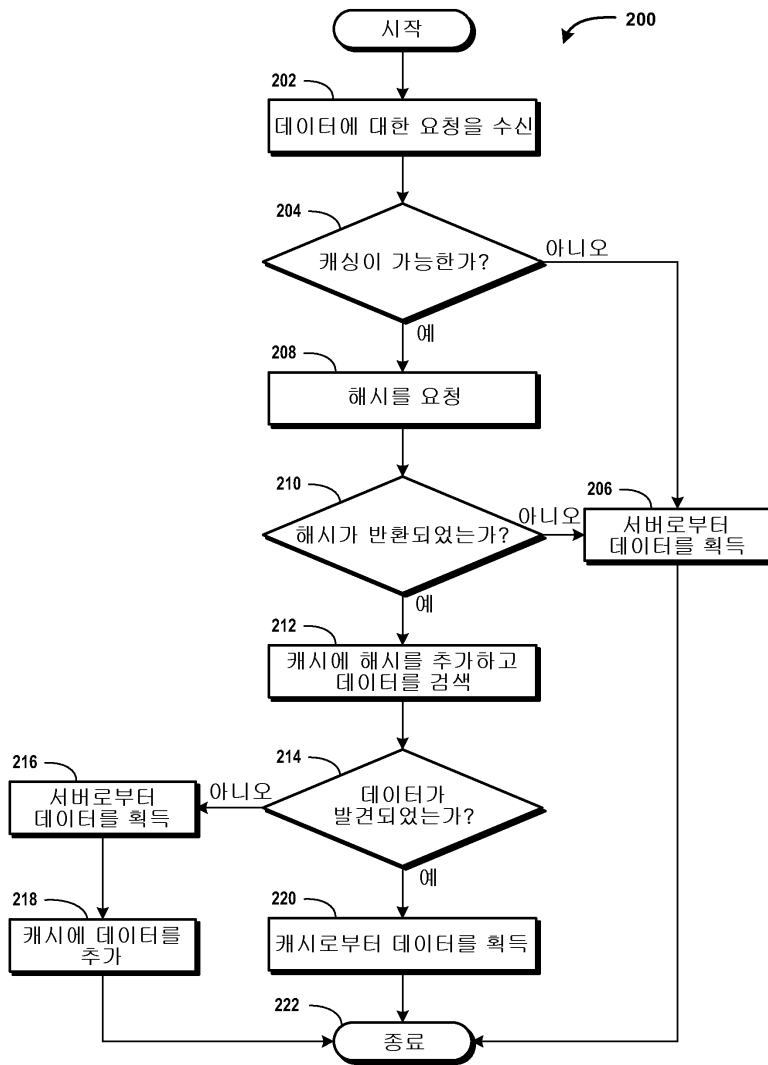 시작
200
202
데이터에 대한 요청을 수신
204
캐싱이 가능한가?
아니오
예
208
해시를 요청
210
해시가 반환되었는가?
아니오
206
서버로부터
데이터를 획득
예
212
캐시에 해시를 추가하고
데이터를 검색
214
데이터가
발견되었는가?
아니오
216
서버로부터
데이터를 획득
예
218
캐시에 데이터를
추가
220
캐시로부터 데이터를 획득
222
종료